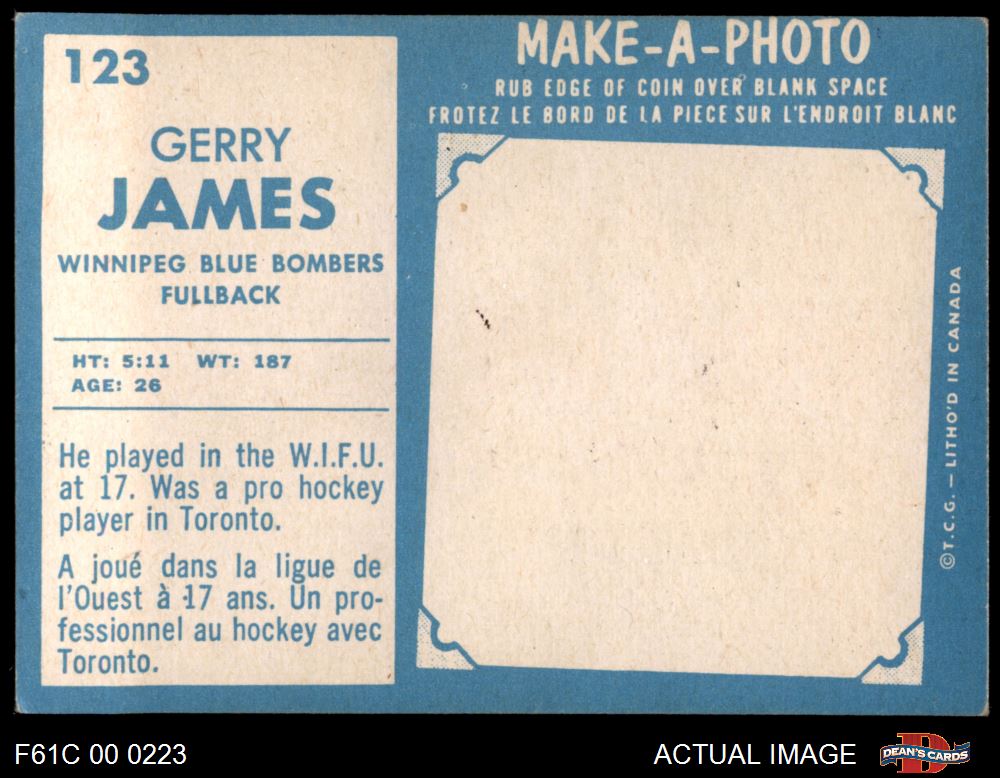 123
GERRY
JAMES
WINNIPEG BLUE BOMBERS
FULLBACK
HT: 5:11 WT: 187
AGE: 26
He played in the W.I.F.U.
at 17. Was a pro hockey
player in Toronto.
A joué dans la ligue de
l'Ouest à 17 ans. Un pro-
fessionnel au hockey avec
Toronto.
MAKE-A-PHOTO
RUB EDGE OF COIN OVER BLANK SPACE
FROTEZ LE BORD DE LA PIECE SUR L'ENDROIT BLANC
©T.C.G. — LITHO'D IN CANADA
F61C 00 0223
ACTUAL IMAGE
D
DEAN'S CARDS